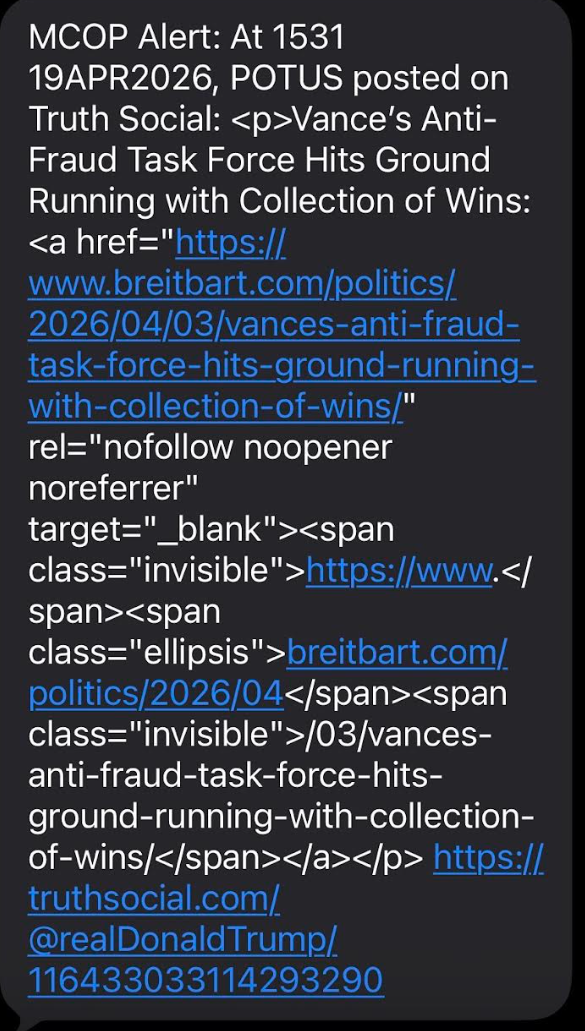 MCOP Alert: At 1531
19APR2026, POTUS posted on
Truth Social: <p>Vance’s Anti-
Fraud Task Force Hits Ground
Running with Collection of Wins:
<a href="https://
www.breitbart.com/politics/
2026/04/03/vances-anti-fraud-
task-force-hits-ground-running-
with-collection-of-wins/"
rel="nofollow noopener
noreferrer"
target="_blank"><span
class="invisible">https://www.</
span><span
class="ellipsis">breitbart.com/
politics/2026/04</span><span
class="invisible">/03/vances-
anti-fraud-task-force-hits-
ground-running-with-collection-
of-wins/</span></a></p> https://
truthsocial.com/
@realDonaldTrump/
116433033114293290